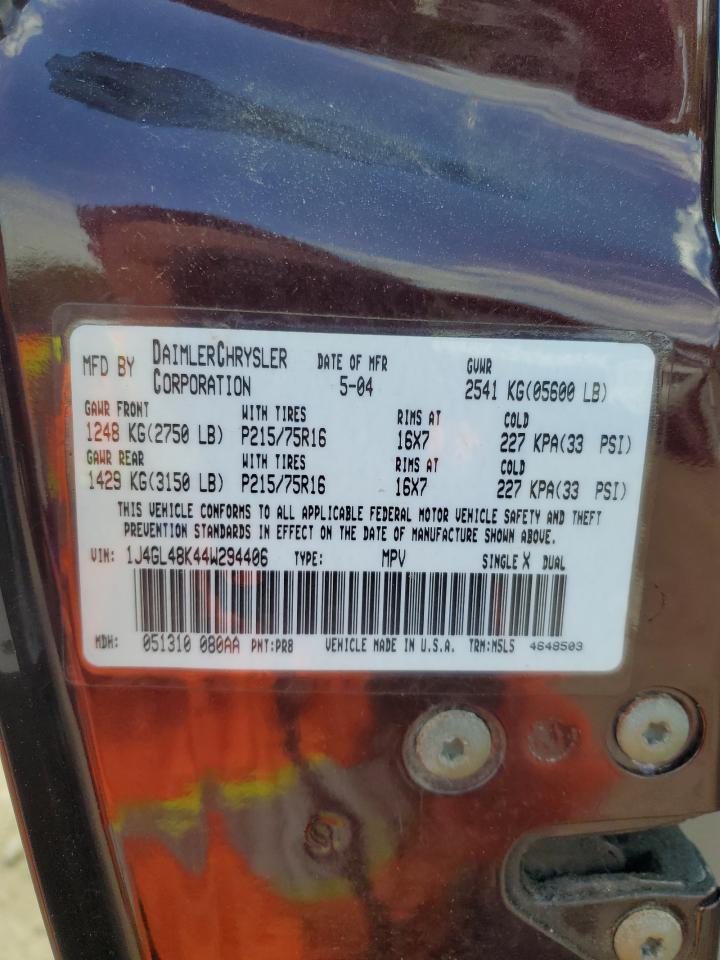 MFD BY DAIMLERCHRYSLER CORPORATION DATE OF MFR 5-04 GVWR 2541 KG(05600 LB)
GAWR FRONT WITH TIRES RIMS AT COLD
1248 KG(2750 LB) P215/75R16 16X7 227 KPA(33 PSI)
GAWR REAR WITH TIRES RIMS AT COLD
1429 KG(3150 LB) P215/75R16 16X7 227 KPA(33 PSI)
THIS VEHICLE CONFORMS TO ALL APPLICABLE FEDERAL MOTOR VEHICLE SAFETY AND THEFT
PREVENTION STANDARDS IN EFFECT ON THE DATE OF MANUFACTURE SHOWN ABOVE.
VIN: 1J4GL48K44W294406 TYPE: MPV SINGLE X DUAL
MDH: 051310 080AA PNT:PR8 VEHICLE MADE IN U.S.A. TRM:MSL5 4648503